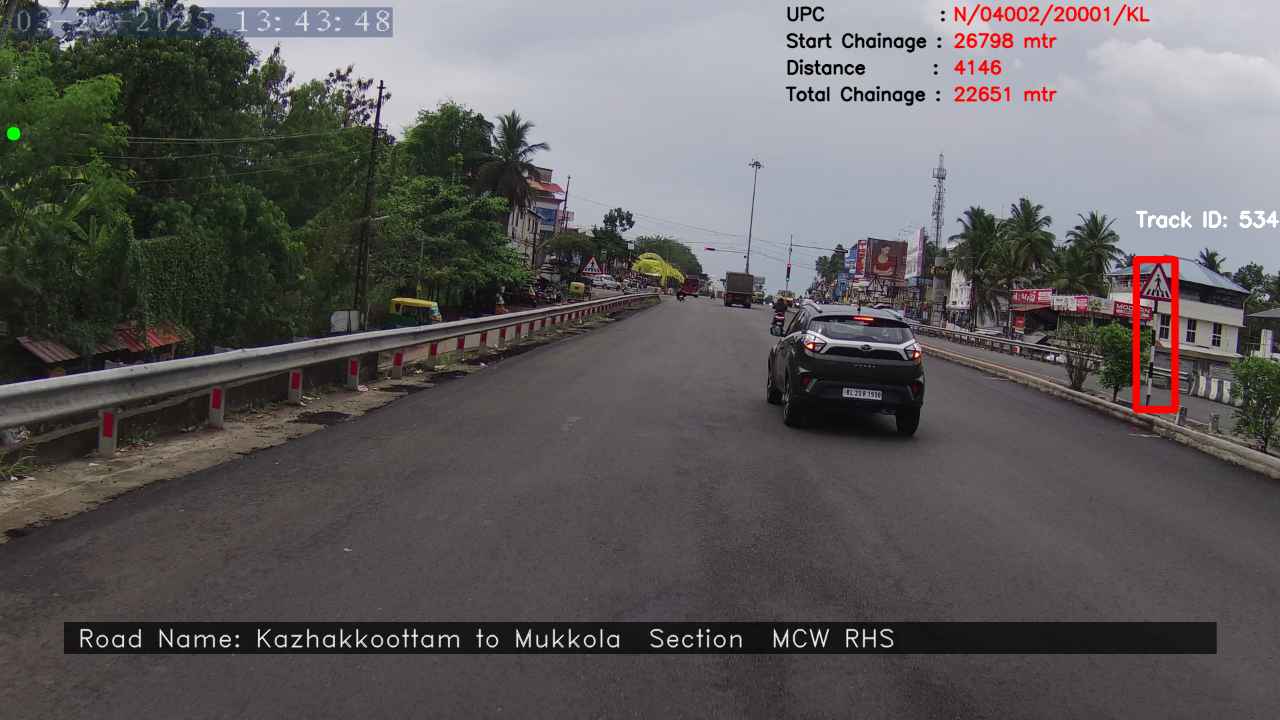 03-22-2025 13:43:48
UPC : N/04002/20001/KL
Start Chainage : 26798 mtr
Distance : 4146
Total Chainage : 22651 mtr
Track ID: 534
Road Name: Kazhakkoottam to Mukkola Section MCW RHS